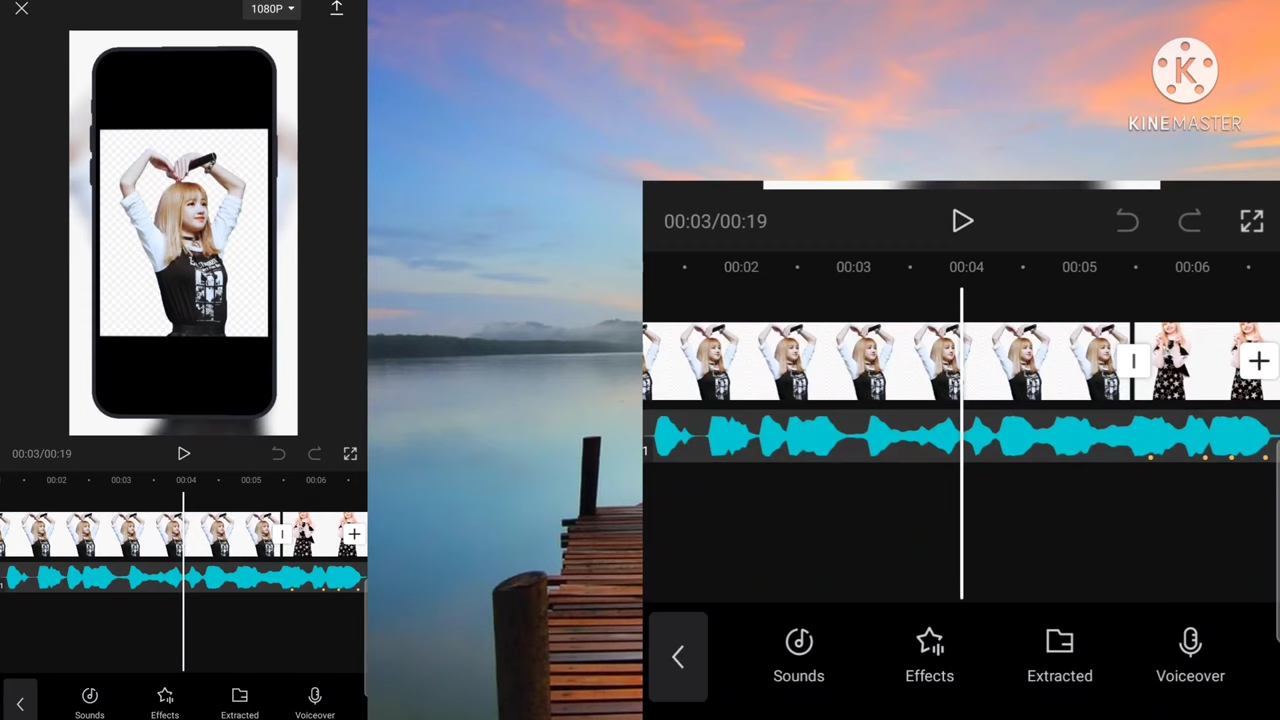 1080P
00:03/00:19
00:02
00:03
00:04
00:05
00:06
Sounds
Effects
Extracted
Voiceover
KINEMASTER
00:03/00:19
00:02
00:03
00:04
00:05
00:06
Sounds
Effects
Extracted
Voiceover